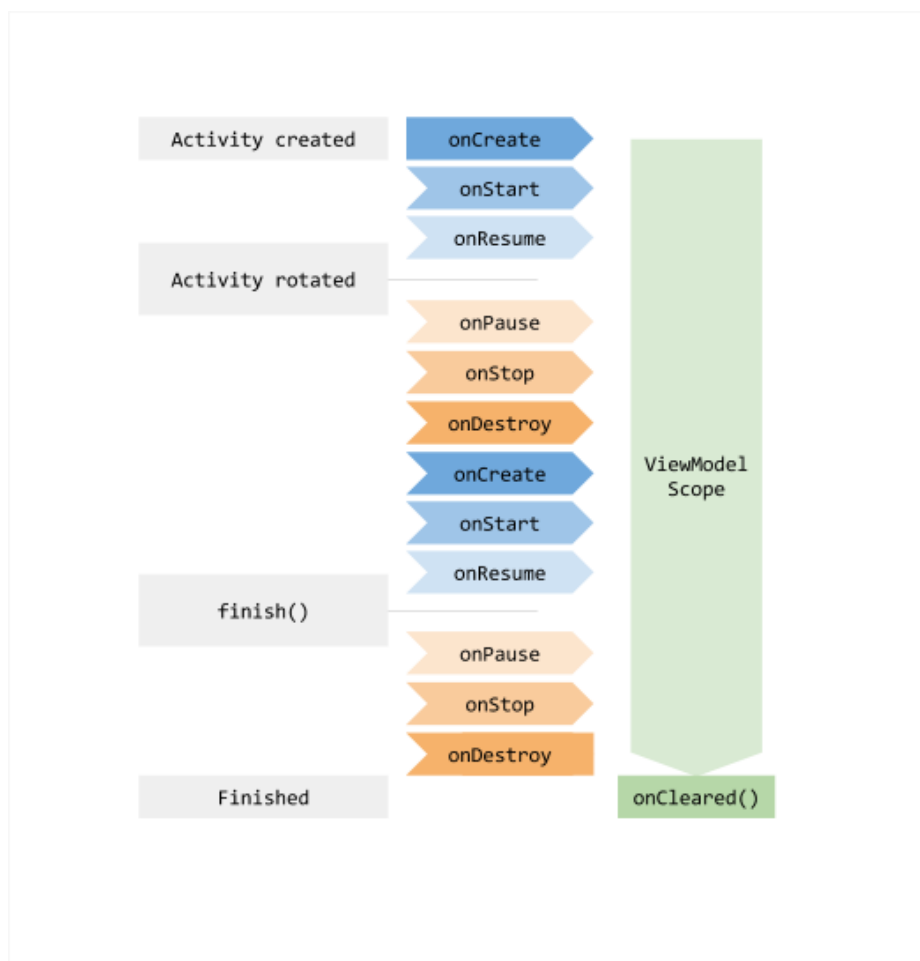 Activity created
onCreate
onStart
onResume
Activity rotated
onPause
onStop
onDestroy
onCreate
ViewModel
Scope
onStart
onResume
finish()
onPause
onStop
onDestroy
Finished
onCleared()